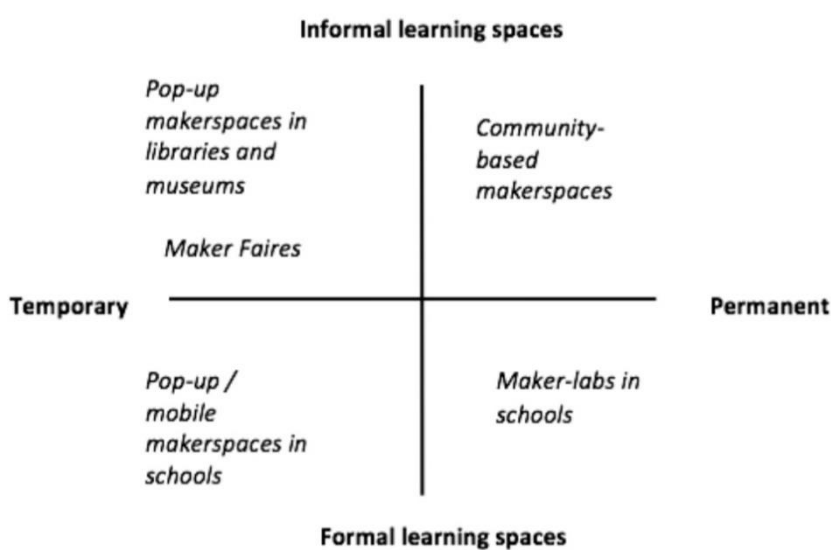 Informal learning spaces
Pop-up
makerspaces in
libraries and
museums
Community-
based
makerspaces
Maker Faires
Temporary
Permanent
Pop-up /
mobile
makerspaces in
schools
Maker-labs in
schools
Formal learning spaces